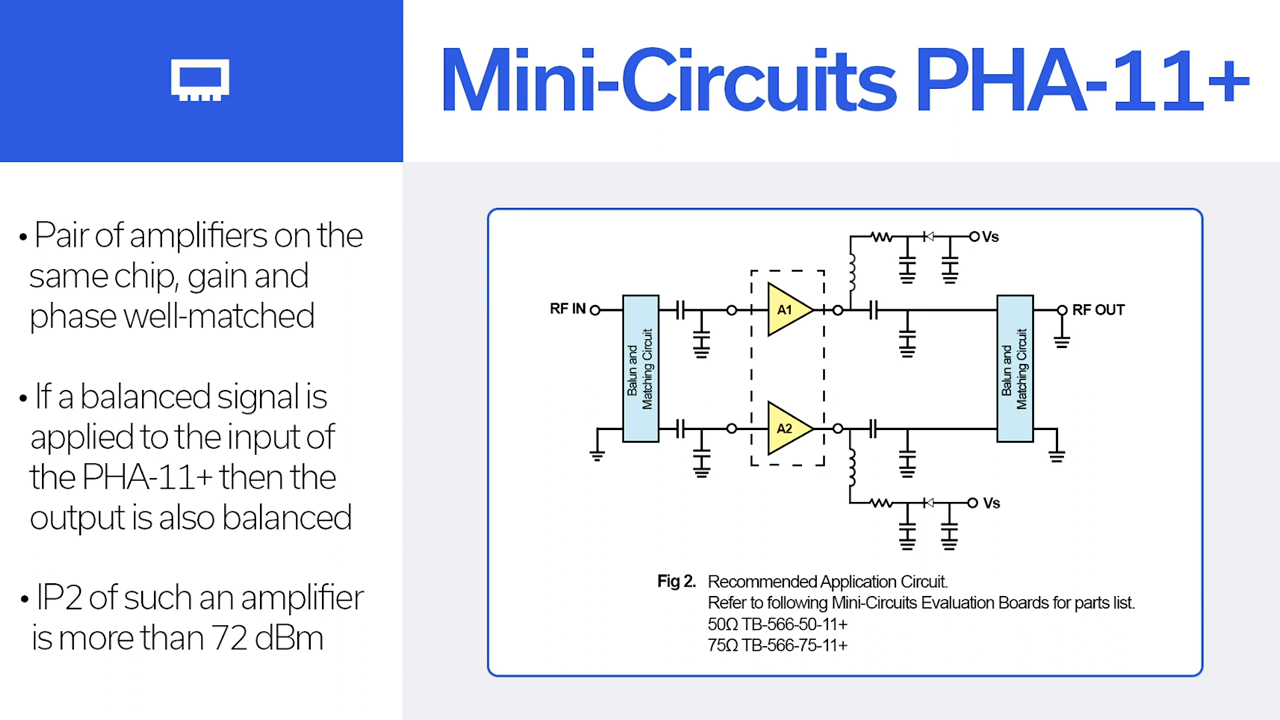 Mini-Circuits PHA-11+
• Pair of amplifiers on the
same chip, gain and
phase well-matched
• If a balanced signal is
applied to the input of
the PHA-11+ then the
output is also balanced
• IP2 of such an amplifier
is more than 72 dBm
Vs
RF IN
Balun and
Matching Circuit
A1
Balun and
Matching Circuit
RF OUT
A2
Vs
Fig 2. Recommended Application Circuit.
Refer to following Mini-Circuits Evaluation Boards for parts list.
50Ω TB-566-50-11+
75Ω TB-566-75-11+